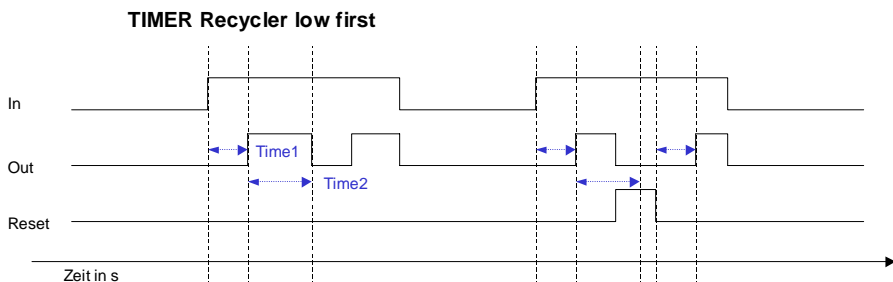 TIMER Recycler low first
In
Time1
Out
Time2
Reset
Zeit in s